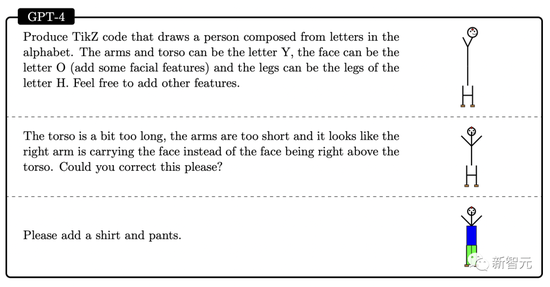 GPT-4
Produce TikZ code that draws a person composed from letters in the
alphabet. The arms and torso can be the letter Y, the face can be the
letter O (add some facial features) and the legs can be the legs of the
letter H. Feel free to add other features.
The torso is a bit too long, the arms are too short and it looks like the
right arm is carrying the face instead of the face being right above the
torso. Could you correct this please?
Please add a shirt and pants.
新智元